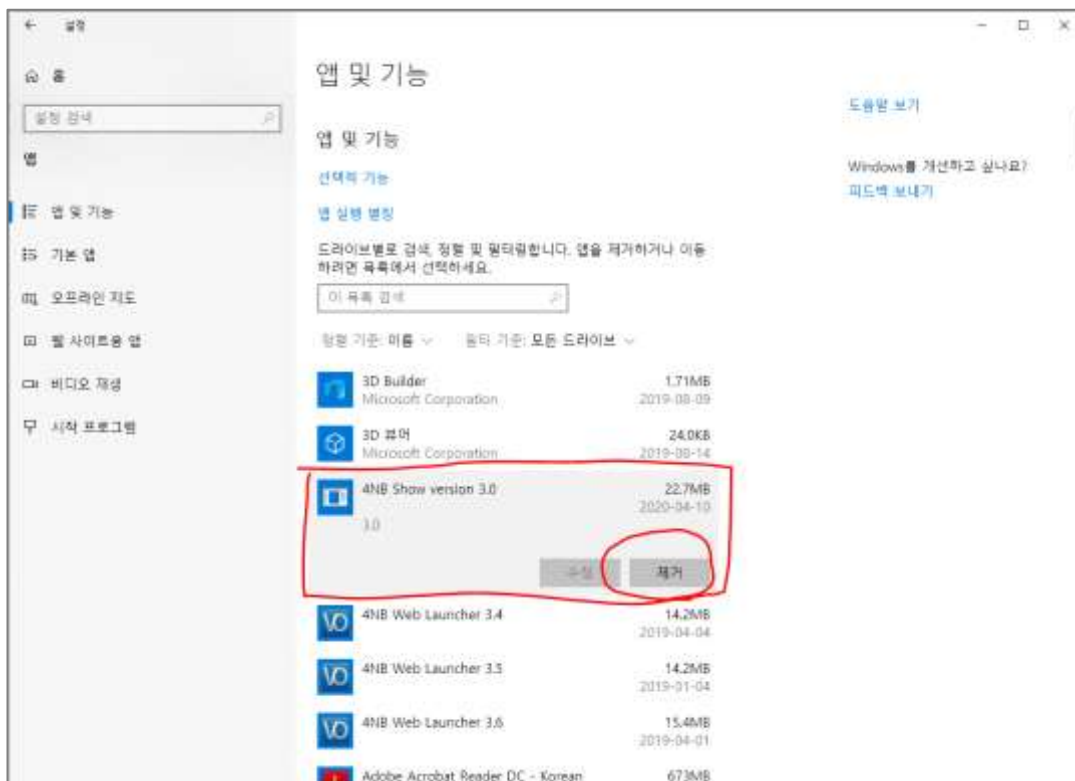 설정
홈
설정 검색
앱
앱 및 기능
기본 앱
오프라인 지도
웹 사이트용 앱
비디오 재생
시작 프로그램
앱 및 기능
앱 및 기능
선택적 기능
앱 실행 별칭
드라이브별로 검색, 정렬 및 필터링합니다. 앱을 제거하거나 이동
하려면 목록에서 선택하세요.
이 목록 검색
정렬 기준: 이름 필터 기준: 모든 드라이브
3D Builder 1.71MB
Microsoft Corporation 2019-08-09
3D 뷰어 24.0KB
Microsoft Corporation 2019-08-14
4NB Show version 3.0 22.7MB
2020-04-10
3.0
수정 제거
4NB Web Launcher 3.4 14.2MB
2019-04-04
4NB Web Launcher 3.5 14.2MB
2019-01-04
4NB Web Launcher 3.6 15.4MB
2019-04-01
Adobe Acrobat Reader DC - Korean 673MB
도움말 보기
Windows를 개선하고 싶나요?
피드백 보내기